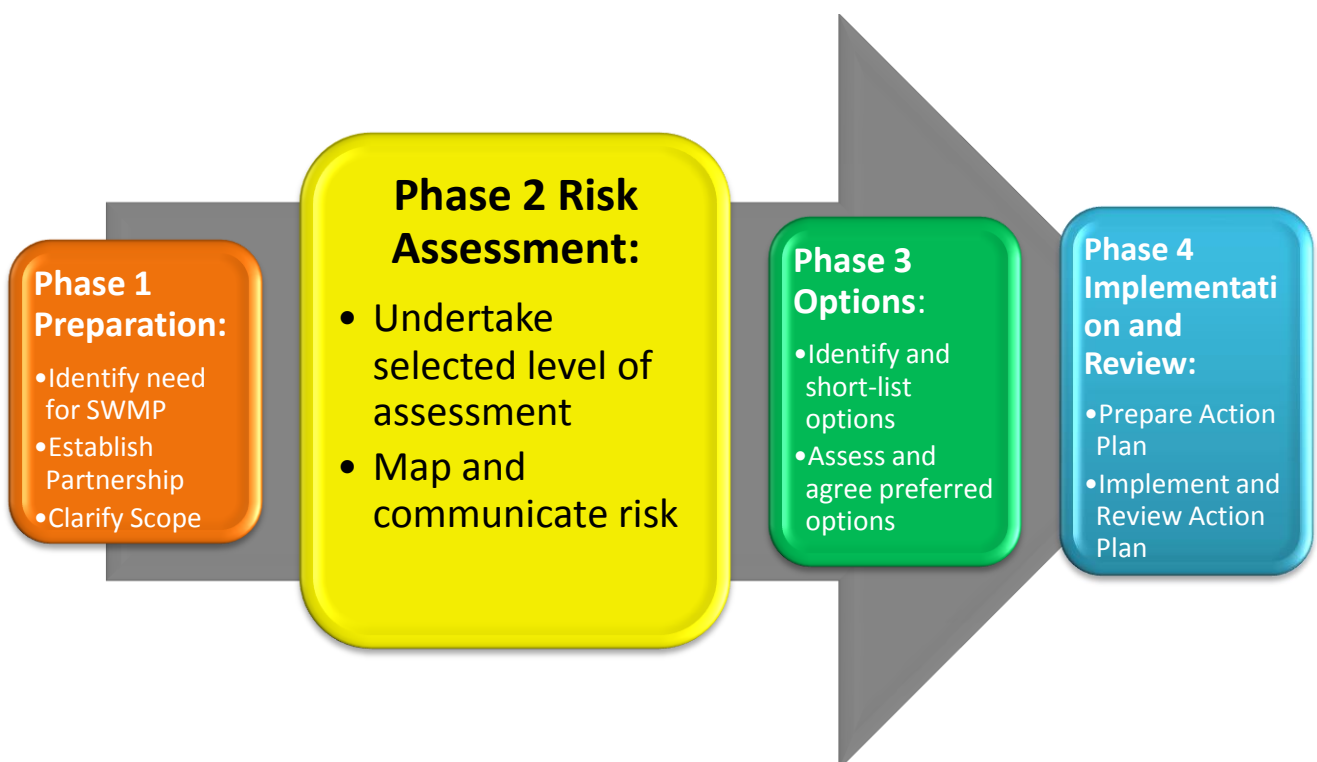 Phase 1
Preparation:
•Identify need
for SWMP
•Establish
Partnership
•Clarify Scope
Phase 2 Risk
Assessment:
• Undertake
selected level of
assessment
• Map and
communicate risk
Phase 3
Options:
•Identify and
short-list
options
•Assess and
agree preferred
options
Phase 4
Implementati
on and
Review:
•Prepare Action
Plan
•Implement and
Review Action
Plan